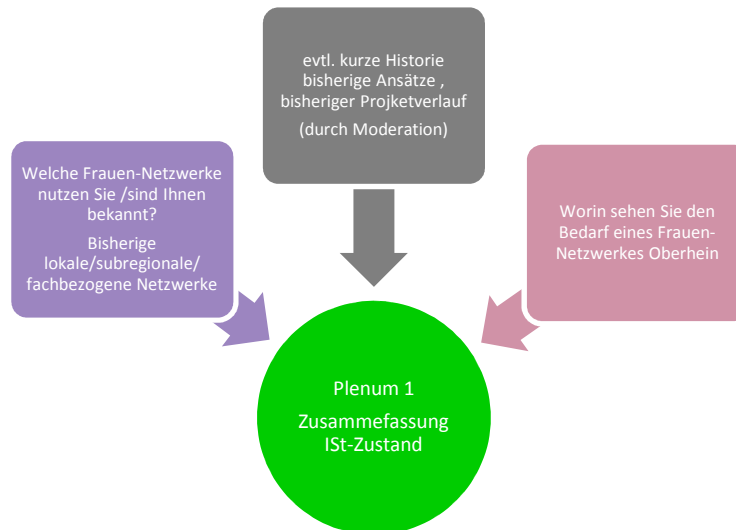 evtl. kurze Historie
bisherige Ansätze ,
bisheriger Projketverlauf
(durch Moderation)
Welche Frauen-Netzwerke
nutzen Sie /sind Ihnen
bekannt?
Bisherige
lokale/subregionale/
fachbezogene Netzwerke
Worin sehen Sie den
Bedarf eines Frauen-
Netzwerkes Oberhein
Plenum 1
Zusammefassung
ISt-Zustand